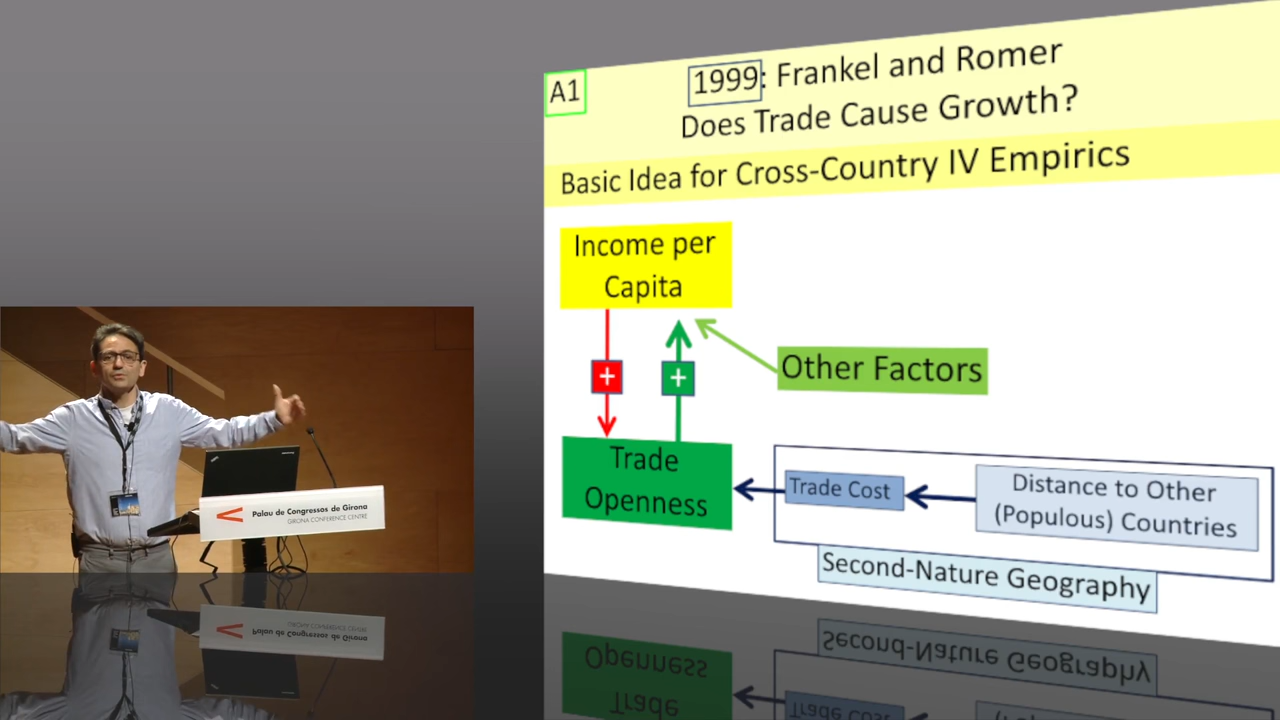 A1
1999: Frankel and Romer
Does Trade Cause Growth?
Basic Idea for Cross-Country IV Empirics
Income per
Capita
+
+
Other Factors
Trade
Openness
Trade Cost
Distance to Other
(Populous) Countries
Second-Nature Geography
Palau de Congressos de Girona
GIRONA CONFERENCE CENTRE